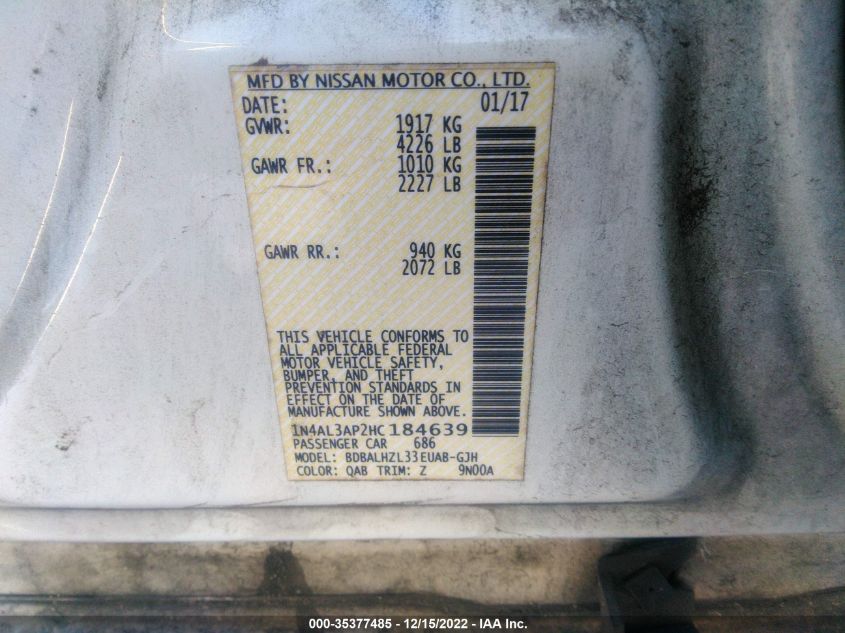 MFD BY NISSAN MOTOR CO., LTD.
DATE: 01/17
GVWR: 1917 KG
4226 LB
GAWR FR.: 1010 KG
2227 LB
GAWR RR.: 940 KG
2072 LB
THIS VEHICLE CONFORMS TO
ALL APPLICABLE FEDERAL
MOTOR VEHICLE SAFETY,
BUMPER, AND THEFT
PREVENTION STANDARDS IN
EFFECT ON THE DATE OF
MANUFACTURE SHOWN ABOVE.
1N4AL3AP2HC184639
PASSENGER CAR 686
MODEL: BDBALHZL33EUAB-GJH
COLOR: QAB TRIM: Z 9N00A
000-35377485 - 12/15/2022 - IAA Inc.